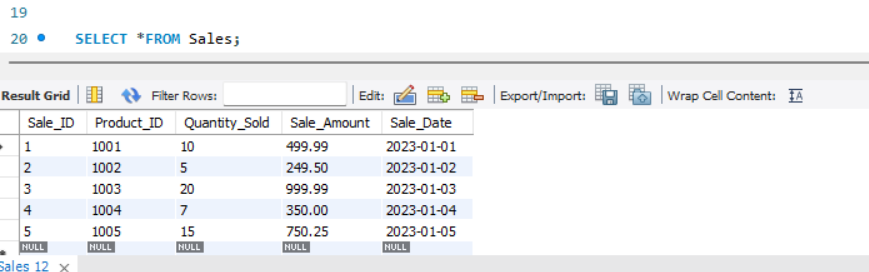 19
20 SELECT *FROM Sales;
Result Grid Filter Rows: Edit: Export/Import: Wrap Cell Content: IA
Sale_ID Product_ID Quantity_Sold Sale_Amount Sale_Date
1 1001 10 499.99 2023-01-01
2 1002 5 249.50 2023-01-02
3 1003 20 999.99 2023-01-03
4 1004 7 350.00 2023-01-04
5 1005 15 750.25 2023-01-05
NULL NULL NULL NULL NULL
Sales 12 x